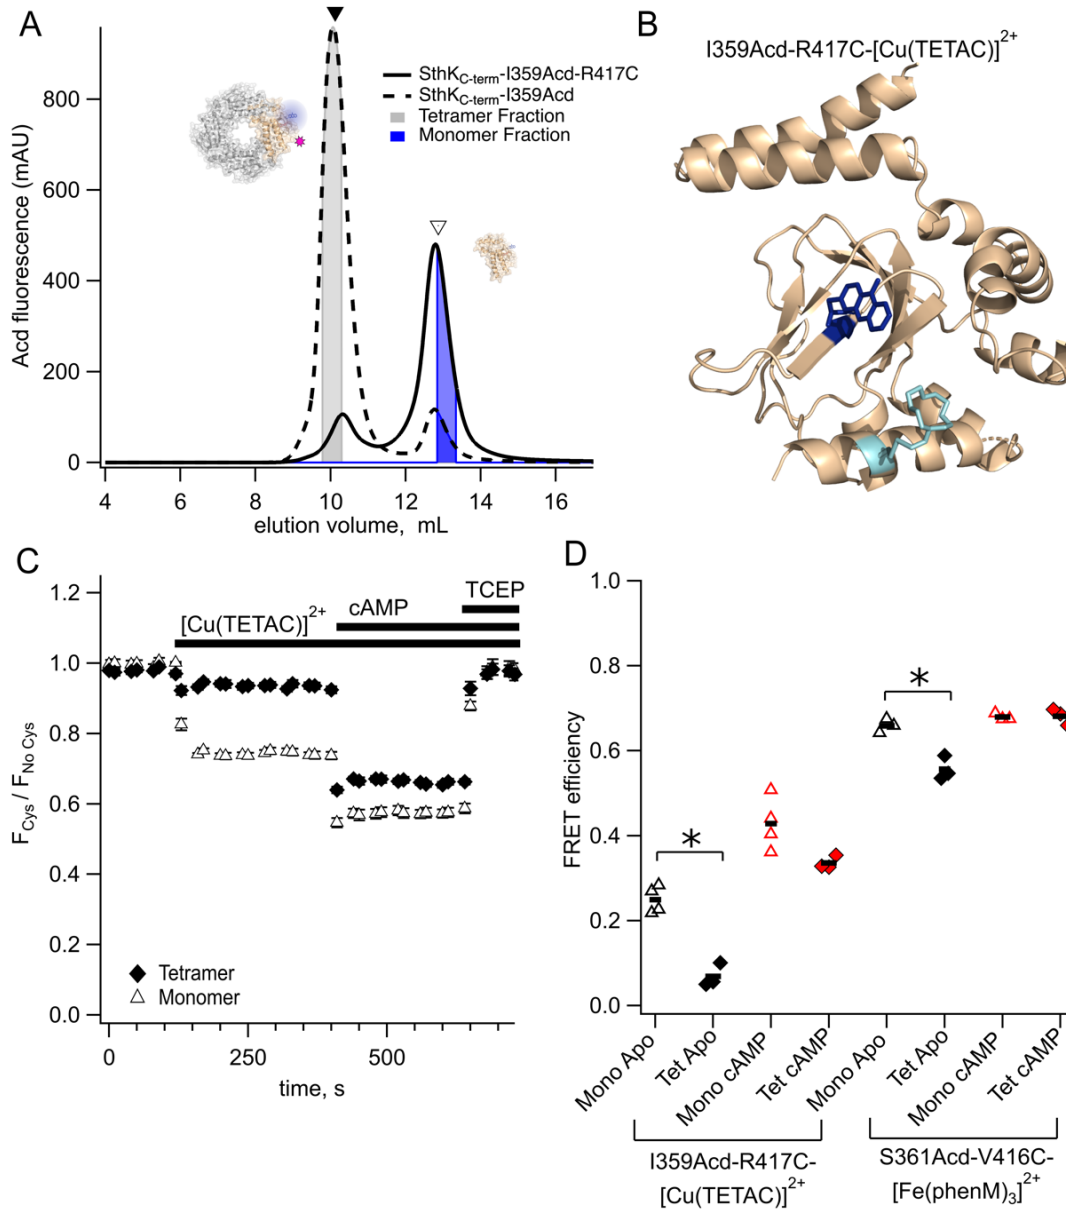 A
Acd fluorescence (mAU)
800
600
400
200
0
4
6
8
10
12
14
16
elution volume, mL
SthK_C-term-I359Acd-R417C
SthK_C-term-I359Acd
Tetramer Fraction
Monomer Fraction
B
I359Acd-R417C-[Cu(TETAC)]²⁺
C
F_Cys / F_No Cys
1.2
1.0
0.8
0.6
0.4
0.2
0.0
TCEP
cAMP
[Cu(TETAC)]²⁺
Tetramer
Monomer
0
250
500
time, s
D
FRET efficiency
1.0
0.8
0.6
0.4
0.2
0.0
*
*
Mono Apo
Tet Apo
Mono cAMP
Tet cAMP
Mono Apo
Tet Apo
Mono cAMP
Tet cAMP
I359Acd-R417C-
[Cu(TETAC)]²⁺
S361Acd-V416C-
[Fe(phenM)₃]²⁺